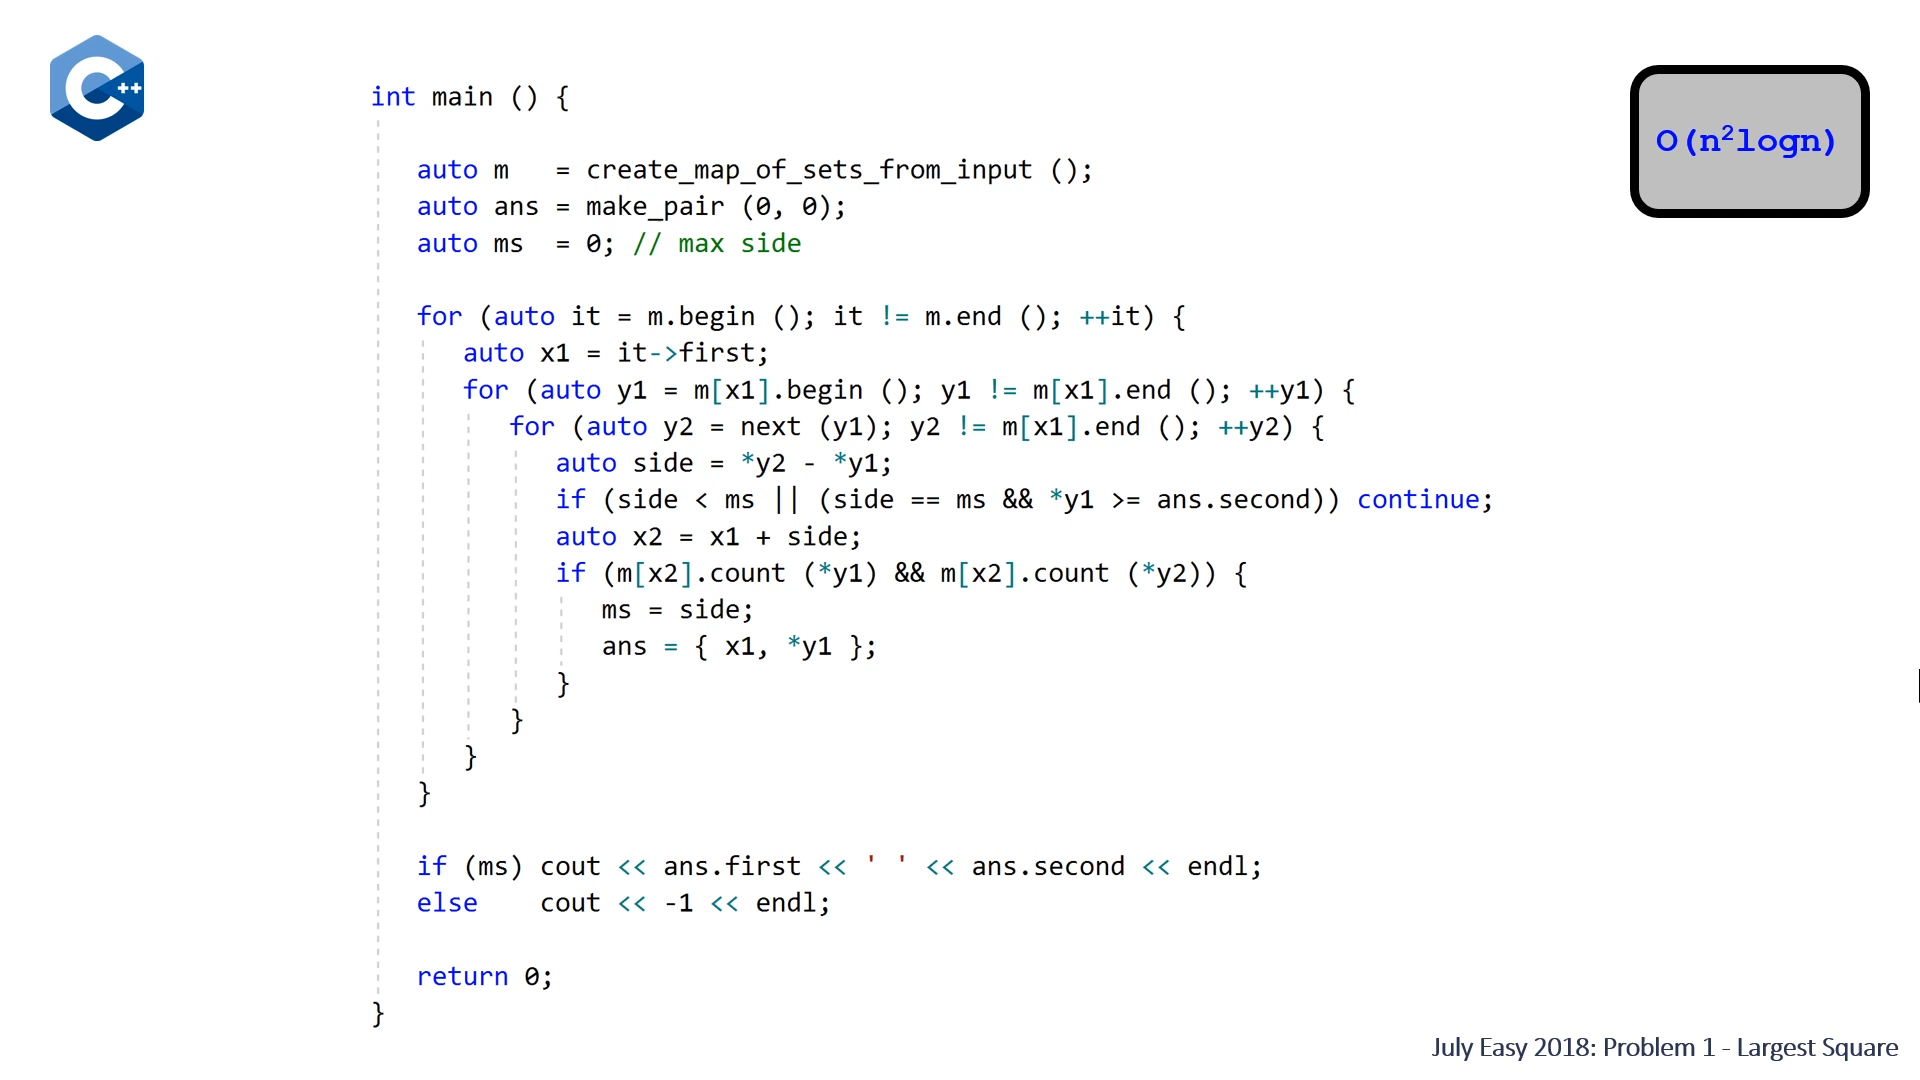 C++
int main () {
auto m   = create_map_of_sets_from_input ();
auto ans = make_pair (0, 0);
auto ms  = 0; // max side
for (auto it = m.begin (); it != m.end (); ++it) {
auto x1 = it->first;
for (auto y1 = m[x1].begin (); y1 != m[x1].end (); ++y1) {
for (auto y2 = next (y1); y2 != m[x1].end (); ++y2) {
auto side = *y2 - *y1;
if (side < ms || (side == ms && *y1 >= ans.second)) continue;
auto x2 = x1 + side;
if (m[x2].count (*y1) && m[x2].count (*y2)) {
ms = side;
ans = { x1, *y1 };
}
}
}
}
if (ms) cout << ans.first << ' ' << ans.second << endl;
else    cout << -1 << endl;
return 0;
}
O(n²logn)
July Easy 2018: Problem 1 - Largest Square